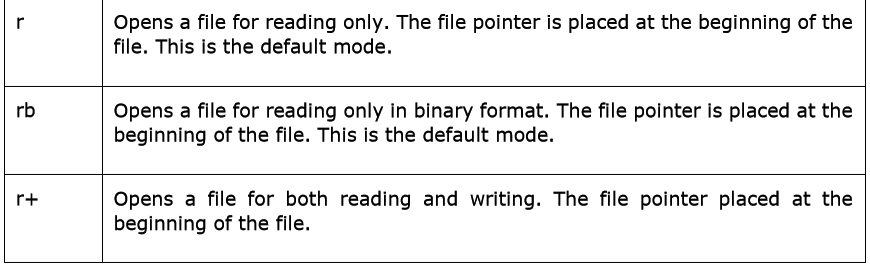 r Opens a file for reading only. The file pointer is placed at the beginning of the
file. This is the default mode.
rb Opens a file for reading only in binary format. The file pointer is placed at the
beginning of the file. This is the default mode.
r+ Opens a file for both reading and writing. The file pointer placed at the
beginning of the file.